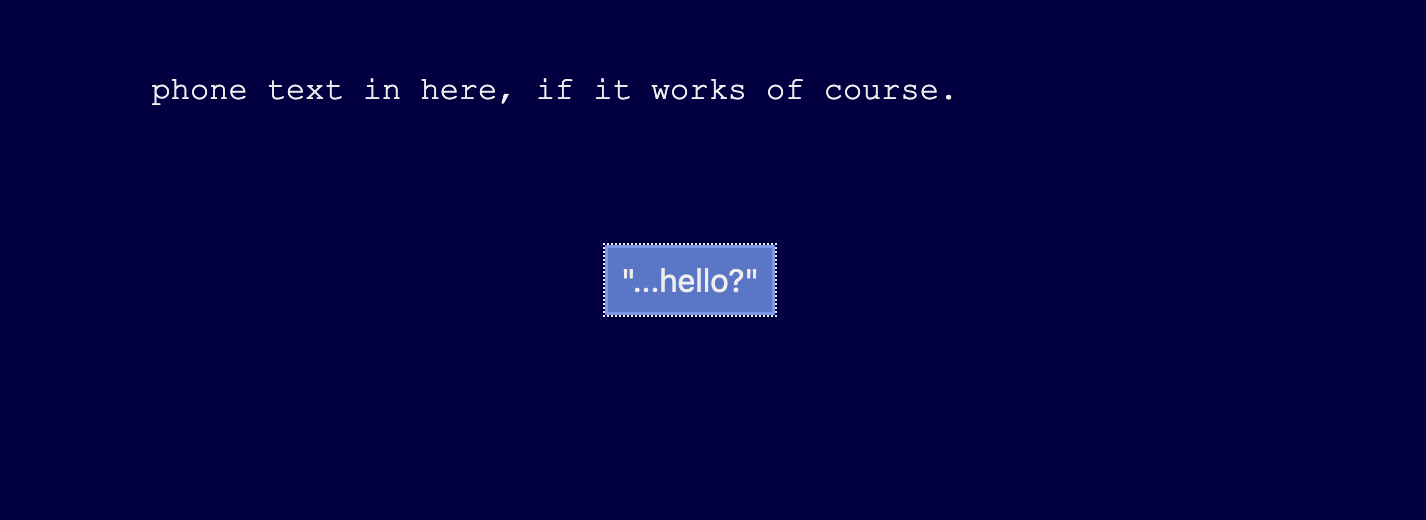 phone text in here, if it works of course.
"...hello?"